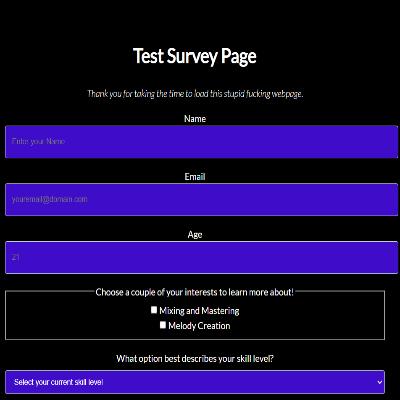 Test Survey Page
Thank you for taking the time to load this stupid fucking webpage.
Name
Enter your Name
Email
youremail@domain.com
Age
21
Choose a couple of your interests to learn more about!
Mixing and Mastering
Melody Creation
What option best describes your skill level?
Select your current skill level